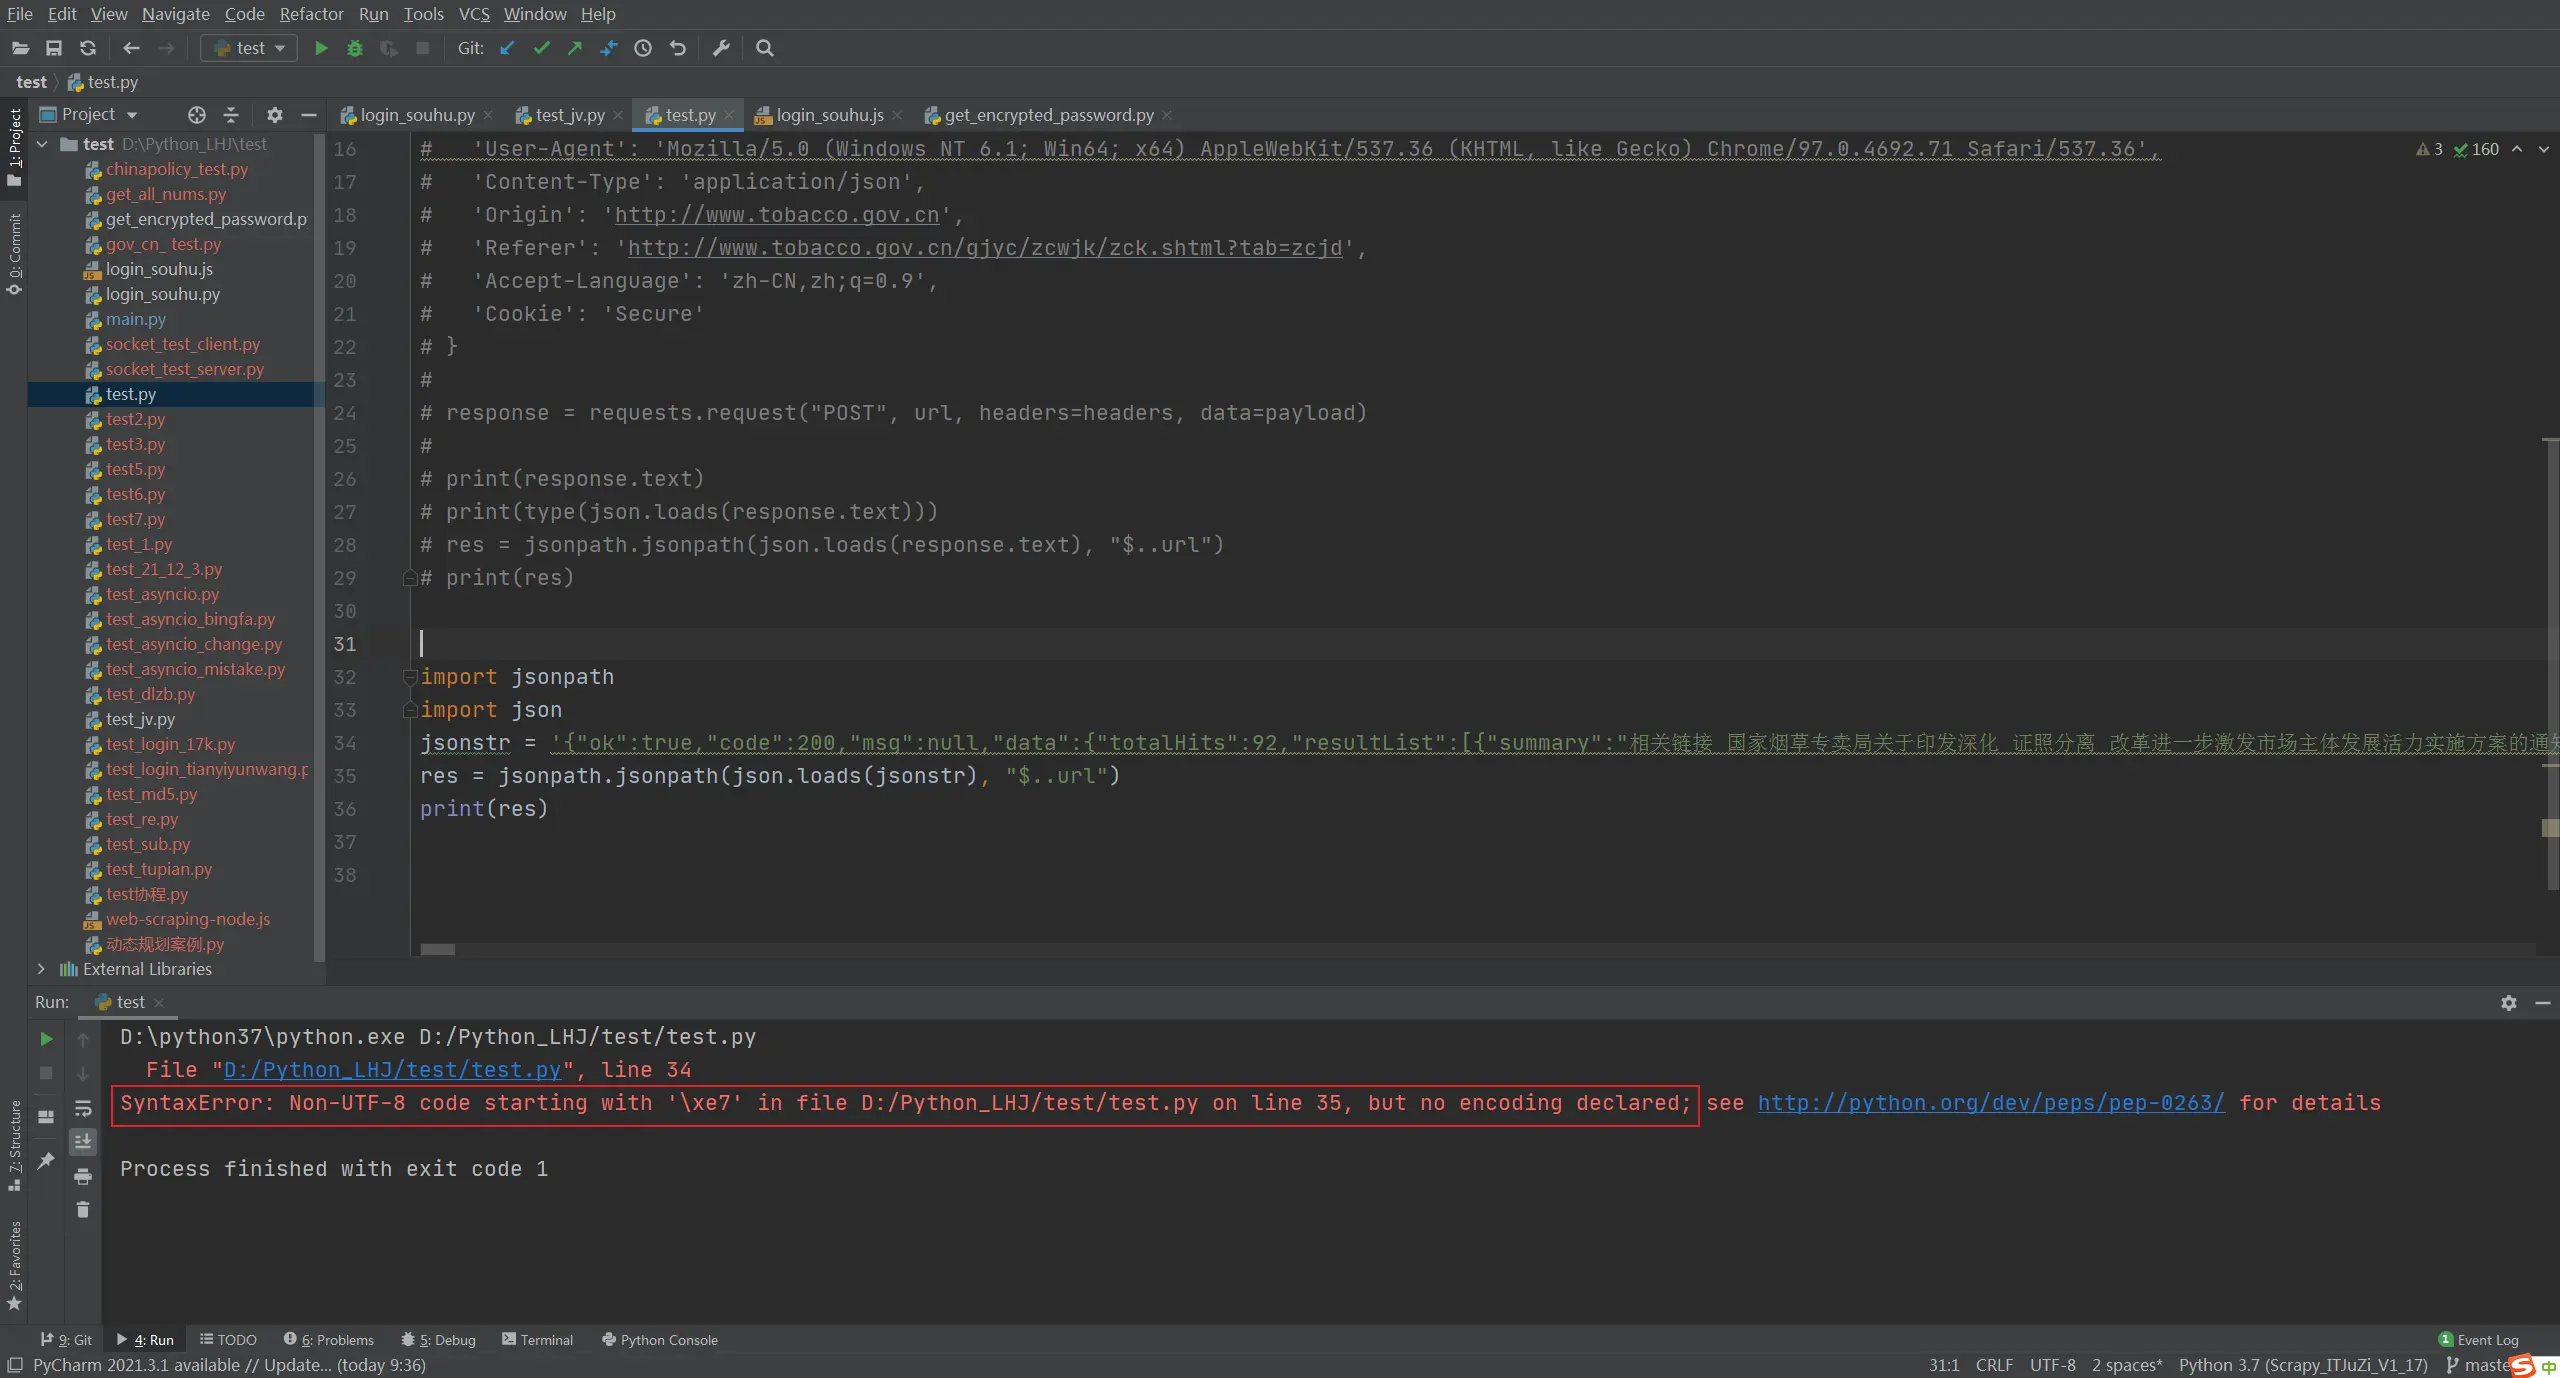 File Edit View Navigate Code Refactor Run Tools VCS Window Help
test Git:
test test.py
Project login_souhu.py test_jv.py test.py login_souhu.js get_encrypted_password.py
1: Project
0: Commit
7: Structure
2: Favorites
test D:\Python_LHJ\test
chinapolicy_test.py
get_all_nums.py
get_encrypted_password.p
gov_cn_ test.py
login_souhu.js
login_souhu.py
main.py
socket_test_client.py
socket_test_server.py
test.py
test2.py
test3.py
test5.py
test6.py
test7.py
test_1.py
test_21_12_3.py
test_asyncio.py
test_asyncio_bingfa.py
test_asyncio_change.py
test_asyncio_mistake.py
test_dlzb.py
test_jv.py
test_login_17k.py
test_login_tianyiyunwang.p
test_md5.py
test_re.py
test_sub.py
test_tupian.py
test协程.py
web-scraping-node.js
动态规划案例.py
External Libraries
3 160
16 # 'User-Agent': 'Mozilla/5.0 (Windows NT 6.1; Win64; x64) AppleWebKit/537.36 (KHTML, like Gecko) Chrome/97.0.4692.71 Safari/537.36',
17 # 'Content-Type': 'application/json',
18 # 'Origin': 'http://www.tobacco.gov.cn',
19 # 'Referer': 'http://www.tobacco.gov.cn/gjyc/zcwjk/zck.shtml?tab=zcjd',
20 # 'Accept-Language': 'zh-CN,zh;q=0.9',
21 # 'Cookie': 'Secure'
22 # }
23 #
24 # response = requests.request("POST", url, headers=headers, data=payload)
25 #
26 # print(response.text)
27 # print(type(json.loads(response.text)))
28 # res = jsonpath.jsonpath(json.loads(response.text), "$..url")
29 # print(res)
30
31
32 import jsonpath
33 import json
34 jsonstr = '{"ok":true,"code":200,"msg":null,"data":{"totalHits":92,"resultList":[{"summary":"相关链接 国家烟草专卖局关于印发深化 证照分离 改革进一步激发市场主体发展活力实施方案的通知
35 res = jsonpath.jsonpath(json.loads(jsonstr), "$..url")
36 print(res)
37
38
Run: test
D:\python37\python.exe D:/Python_LHJ/test/test.py
File "D:/Python_LHJ/test/test.py", line 34
SyntaxError: Non-UTF-8 code starting with '\xe7' in file D:/Python_LHJ/test/test.py on line 35, but no encoding declared; see http://python.org/dev/peps/pep-0263/ for details
Process finished with exit code 1
9: Git 4: Run TODO 6: Problems 5: Debug Terminal Python Console 1 Event Log
PyCharm 2021.3.1 available // Update... (today 9:36) 31:1 CRLF UTF-8 2 spaces* Python 3.7 (Scrapy_ITJuZi_V1_17) maste S 中